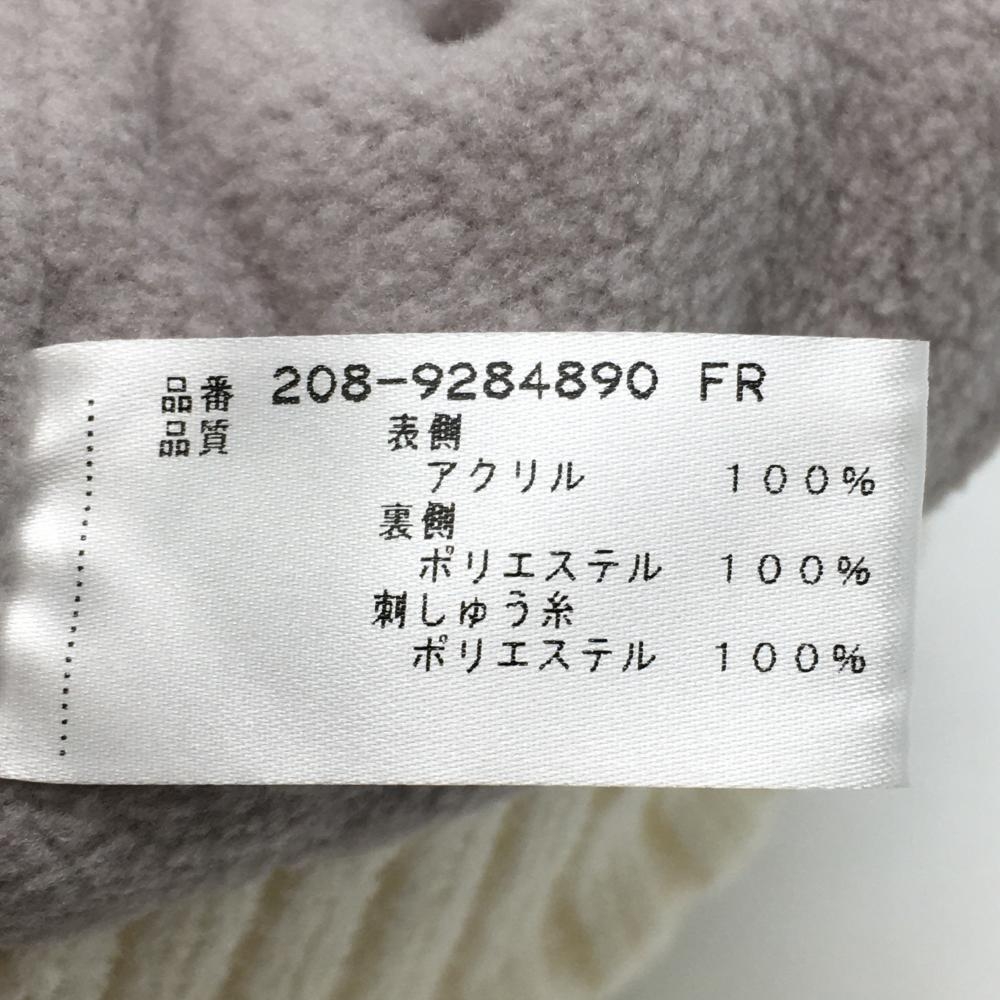 品番 208-9284890 FR
品質 表側
アクリル 100%
裏側
ポリエステル 100%
刺しゅう糸
ポリエステル 100%